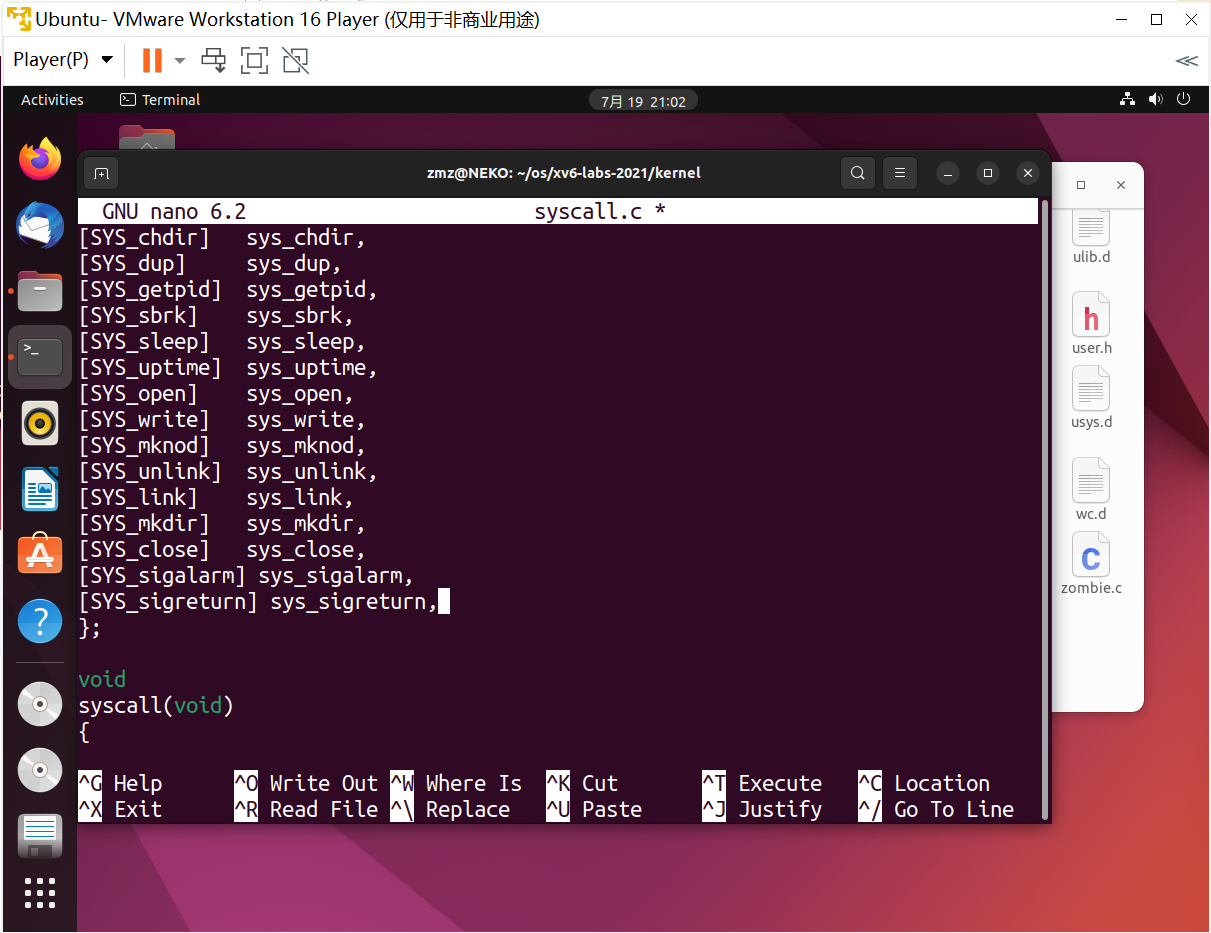 Ubuntu- VMware Workstation 16 Player (仅用于非商业用途)
Player(P)
Activities
Terminal
7月 19 21:02
zmz@NEKO: ~/os/xv6-labs-2021/kernel
GNU nano 6.2 syscall.c *
[SYS_chdir] sys_chdir,
[SYS_dup] sys_dup,
[SYS_getpid] sys_getpid,
[SYS_sbrk] sys_sbrk,
[SYS_sleep] sys_sleep,
[SYS_uptime] sys_uptime,
[SYS_open] sys_open,
[SYS_write] sys_write,
[SYS_mknod] sys_mknod,
[SYS_unlink] sys_unlink,
[SYS_link] sys_link,
[SYS_mkdir] sys_mkdir,
[SYS_close] sys_close,
[SYS_sigalarm] sys_sigalarm,
[SYS_sigreturn] sys_sigreturn,
};
void
syscall(void)
{
^G Help ^O Write Out ^W Where Is ^K Cut ^T Execute ^C Location
^X Exit ^R Read File ^\ Replace ^U Paste ^J Justify ^/ Go To Line
ulib.d
h
user.h
usys.d
wc.d
C
zombie.c